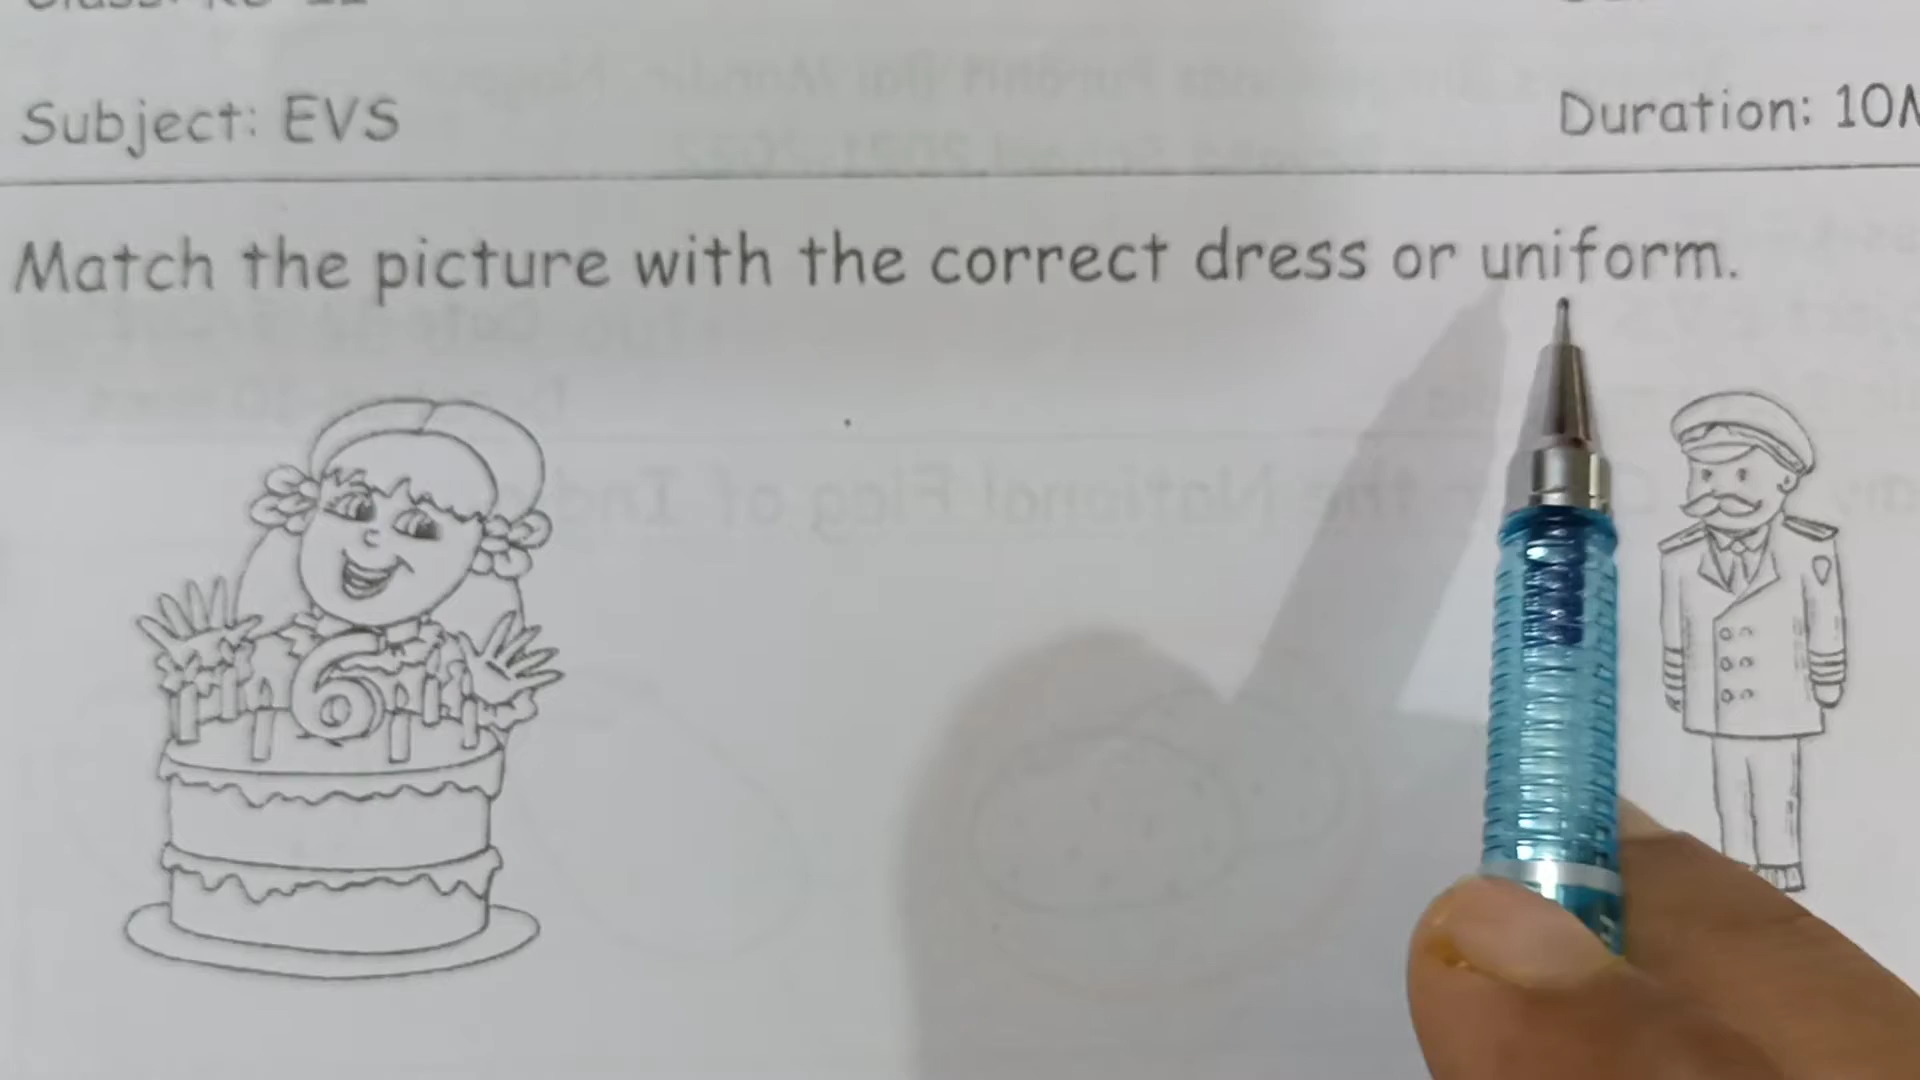 Subject: EVS
Duration: 10
Match the picture with the correct dress or uniform.
6